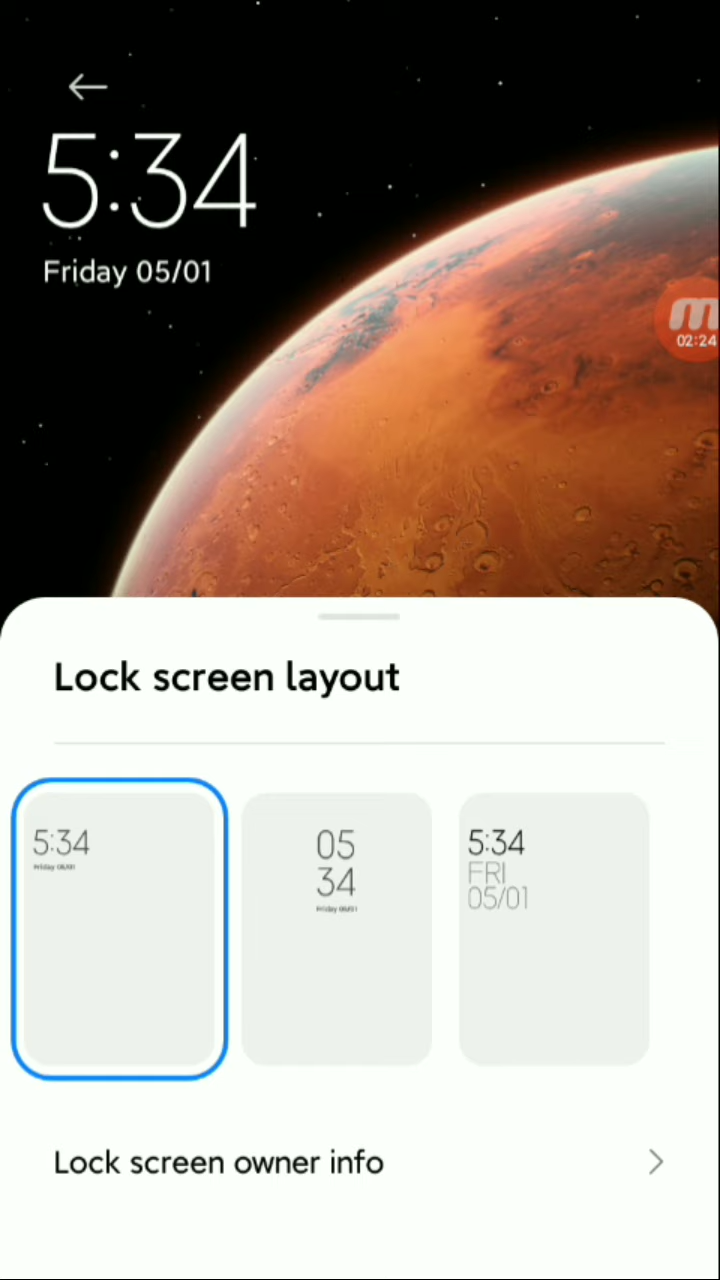 5:34
Friday 05/01
m
02:24
Lock screen layout
5:34
Friday 05/01
05
34
Friday 05/01
5:34
FRI
05/01
Lock screen owner info